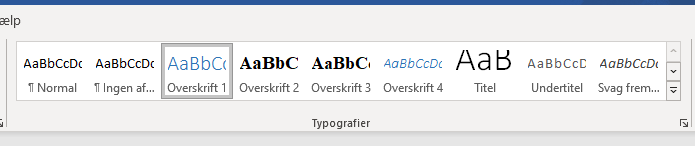 ælp
AaBbCcDc AaBbCcDc AaBbCc AaBbC AaBbCc AaBbCcDc AaB AaBbCcD AaBbCcDc
¶ Normal ¶ Ingen af... Overskrift 1 Overskrift 2 Overskrift 3 Overskrift 4 Titel Undertitel Svag frem...
Typografier